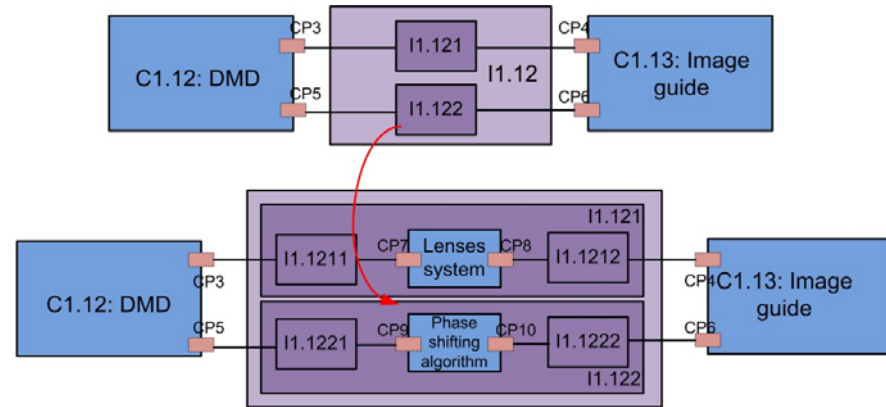 CP3
I1.121
CP4
C1.12: DMD
I1.12
C1.13: Image
guide
CP5
I1.122
CP6
I1.121
I1.1211
CP7
Lenses
system
CP8
I1.1212
CP3
C1.12: DMD
CP4
C1.13: Image
guide
CP5
I1.1221
CP9
Phase
shifting
algorithm
CP10
I1.1222
CP6
I1.122